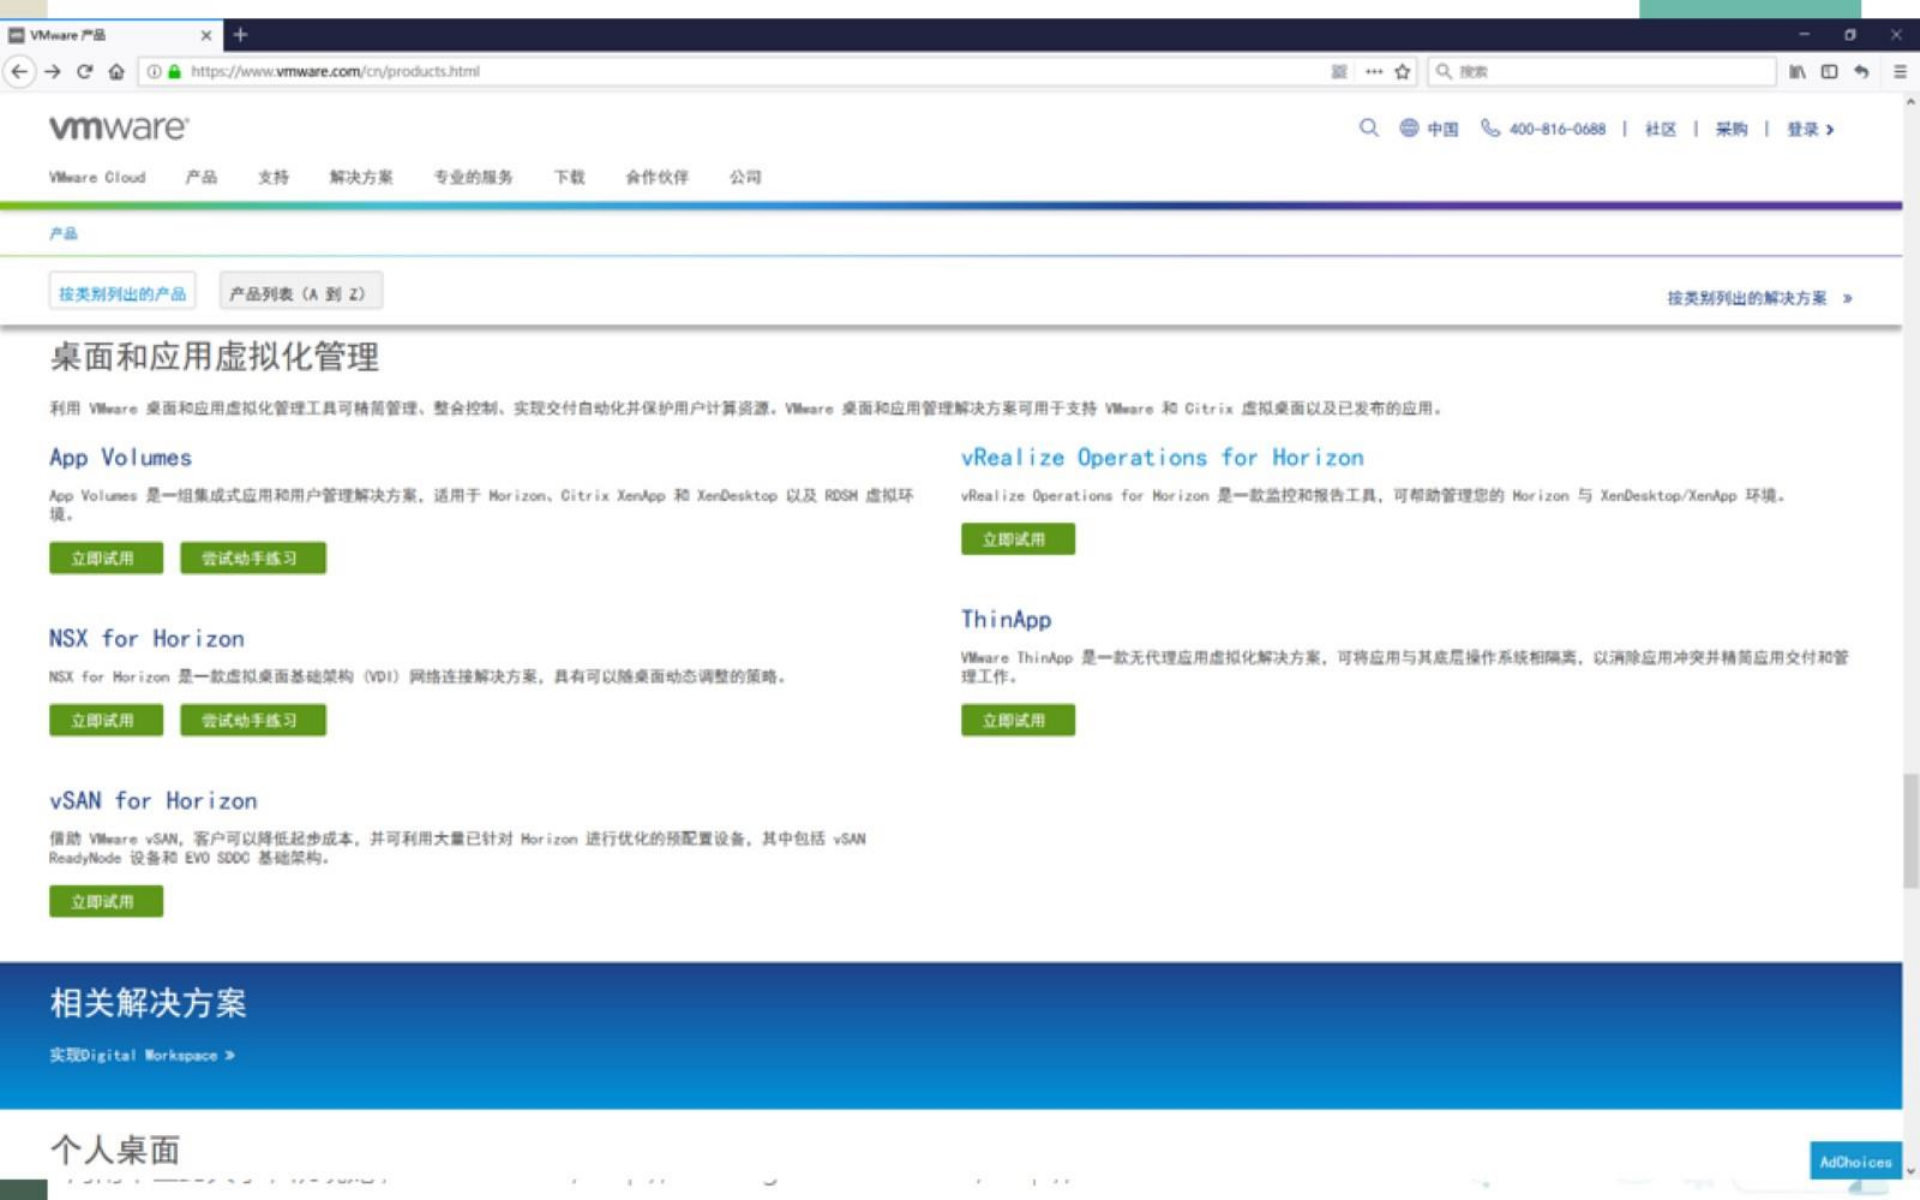 VMware 产品
https://www.vmware.com/cn/products.html
搜索
vmware
中国 400-816-0688 | 社区 | 采购 | 登录
VMware Cloud 产品 支持 解决方案 专业的服务 下载 合作伙伴 公司
产品
按类别列出的产品 产品列表（A 到 Z） 按类别列出的解决方案 »
桌面和应用虚拟化管理
利用 VMware 桌面和应用虚拟化管理工具可精简管理、整合控制、实现交付自动化并保护用户计算资源。VMware 桌面和应用管理解决方案可用于支持 VMware 和 Citrix 虚拟桌面以及已发布的应用。
App Volumes
App Volumes 是一组集成式应用和用户管理解决方案，适用于 Horizon、Citrix XenApp 和 XenDesktop 以及 RDSH 虚拟环
境。
立即试用 尝试动手练习
NSX for Horizon
NSX for Horizon 是一款虚拟桌面基础架构 (VDI) 网络连接解决方案，具有可以随桌面动态调整的策略。
立即试用 尝试动手练习
vSAN for Horizon
借助 VMware vSAN，客户可以降低起步成本，并可利用大量已针对 Horizon 进行优化的预配置设备，其中包括 vSAN
ReadyNode 设备和 EVO SDDC 基础架构。
立即试用
vRealize Operations for Horizon
vRealize Operations for Horizon 是一款监控和报告工具，可帮助管理您的 Horizon 与 XenDesktop/XenApp 环境。
立即试用
ThinApp
VMware ThinApp 是一款无代理应用虚拟化解决方案，可将应用与其底层操作系统相隔离，以消除应用冲突并精简应用交付和管
理工作。
立即试用
相关解决方案
实现Digital Workspace »
个人桌面
AdChoices